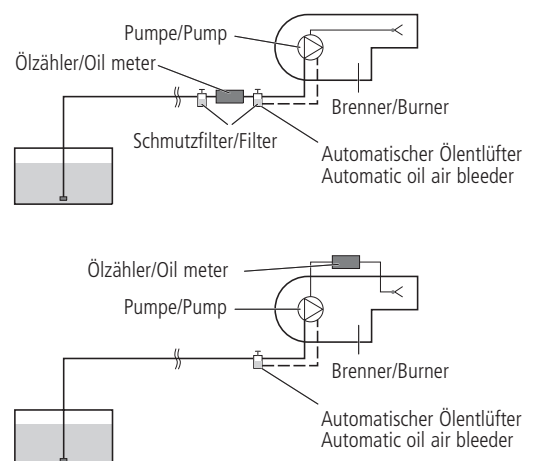 Pumpe/Pump
Ölzähler/Oil meter
Brenner/Burner
Schmutzfilter/Filter
Automatischer Ölentlüfter
Automatic oil air bleeder
Ölzähler/Oil meter
Pumpe/Pump
Brenner/Burner
Automatischer Ölentlüfter
Automatic oil air bleeder